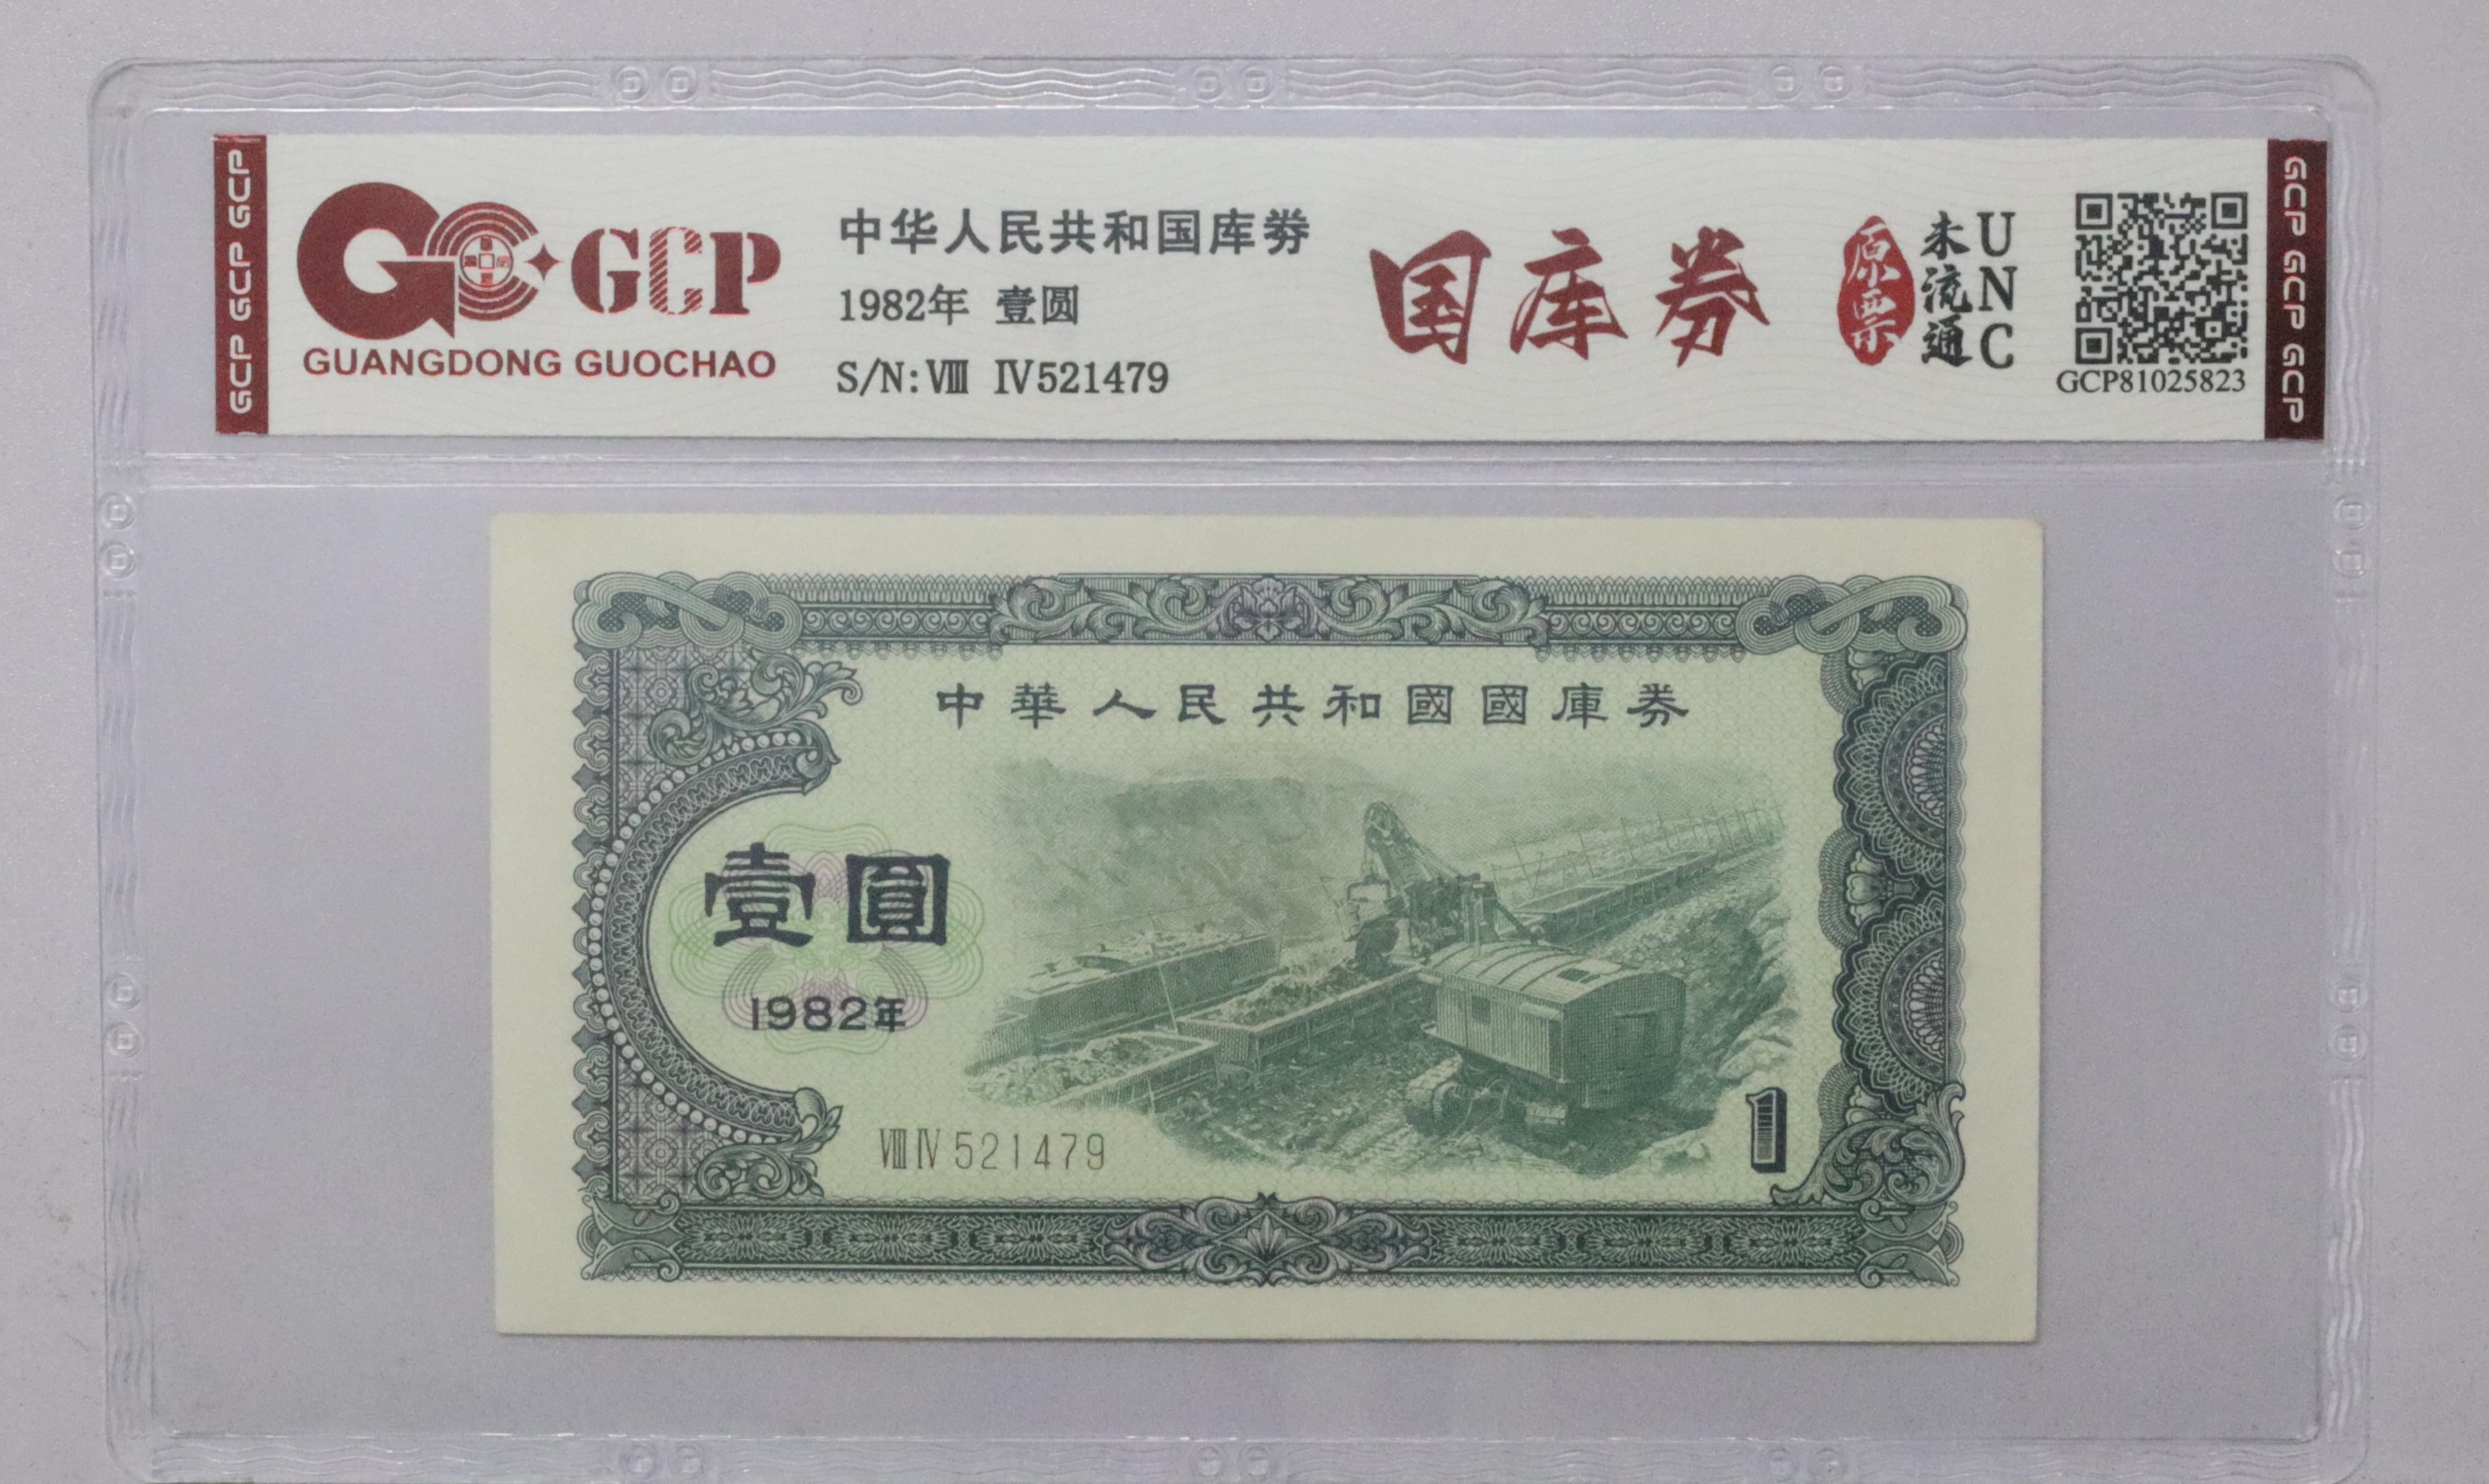 GCP GCP GCP
GCP
GUANGDONG GUOCHAO
中华人民共和国库券
1982年 壹圆
S/N:Ⅷ Ⅳ521479
国库券
原票
未流通
UNC
GCP81025823
GCP GCP GCP
中華人民共和國國庫券
壹圓
1982年
ⅧⅣ521479
1